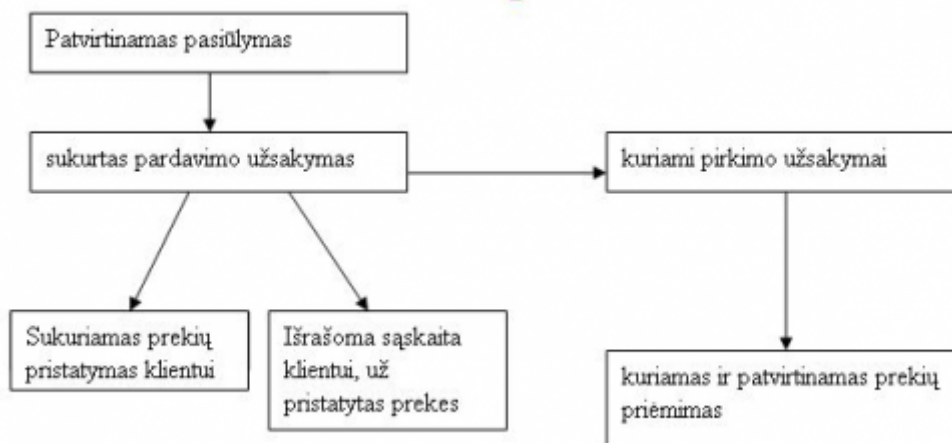 Patvirtinamas pasiūlymas
sukurtas pardavimo užsakymas
kuriami pirkimo užsakymai
Sukuriamas prekių
pristatymas klientui
Išrašoma sąskaita
klientui, už
pristatytas prekes
kuriamas ir patvirtinamas prekių
priėmimas